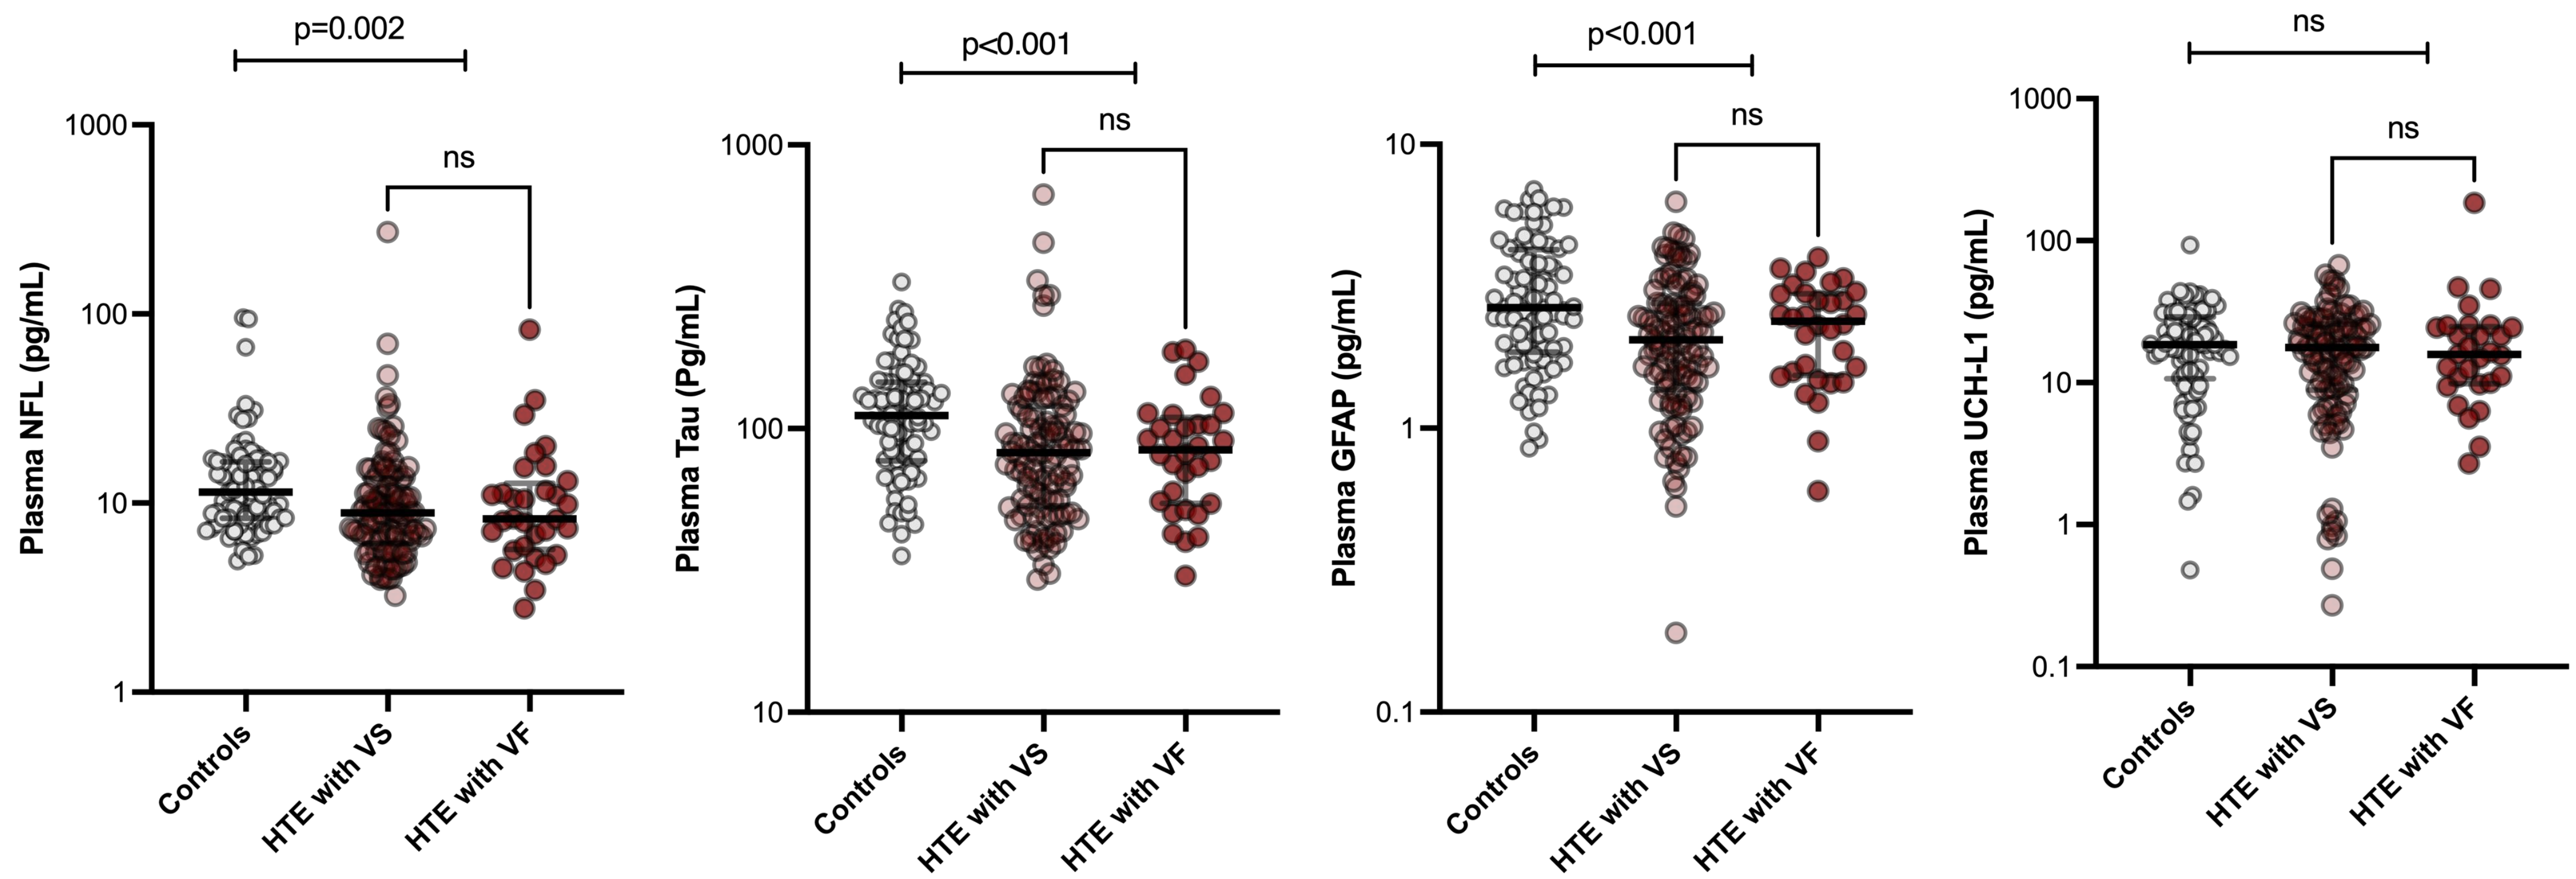 p=0.002
ns
Plasma NFL (pg/mL)
1000
100
10
1
Controls
HTE with VS
HTE with VF
p<0.001
ns
Plasma Tau (Pg/mL)
1000
100
10
Controls
HTE with VS
HTE with VF
p<0.001
ns
Plasma GFAP (pg/mL)
10
1
0.1
Controls
HTE with VS
HTE with VF
ns
ns
Plasma UCH-L1 (pg/mL)
1000
100
10
1
0.1
Controls
HTE with VS
HTE with VF